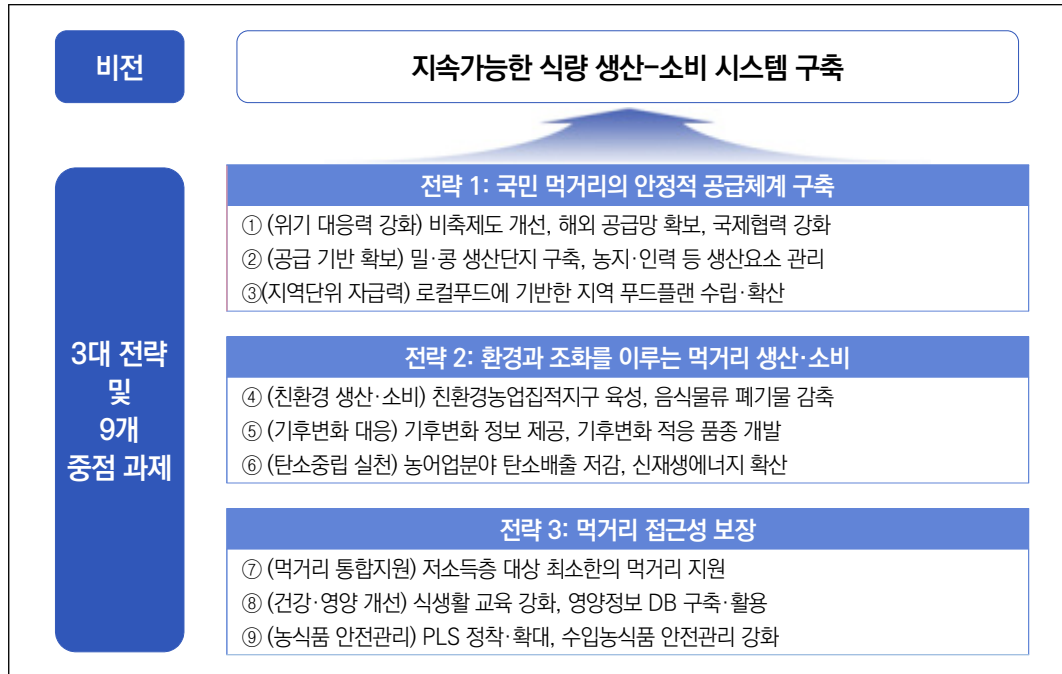 비전
지속가능한 식량 생산-소비 시스템 구축
3대 전략
및
9개
중점 과제
전략 1: 국민 먹거리의 안정적 공급체계 구축
① (위기 대응력 강화) 비축제도 개선, 해외 공급망 확보, 국제협력 강화
② (공급 기반 확보) 밀·콩 생산단지 구축, 농지·인력 등 생산요소 관리
③(지역단위 자급력) 로컬푸드에 기반한 지역 푸드플랜 수립·확산
전략 2: 환경과 조화를 이루는 먹거리 생산·소비
④ (친환경 생산·소비) 친환경농업집적지구 육성, 음식물류 폐기물 감축
⑤ (기후변화 대응) 기후변화 정보 제공, 기후변화 적응 품종 개발
⑥ (탄소중립 실천) 농어업분야 탄소배출 저감, 신재생에너지 확산
전략 3: 먹거리 접근성 보장
⑦ (먹거리 통합지원) 저소득층 대상 최소한의 먹거리 지원
⑧ (건강·영양 개선) 식생활 교육 강화, 영양정보 DB 구축·활용
⑨ (농식품 안전관리) PLS 정착·확대, 수입농식품 안전관리 강화